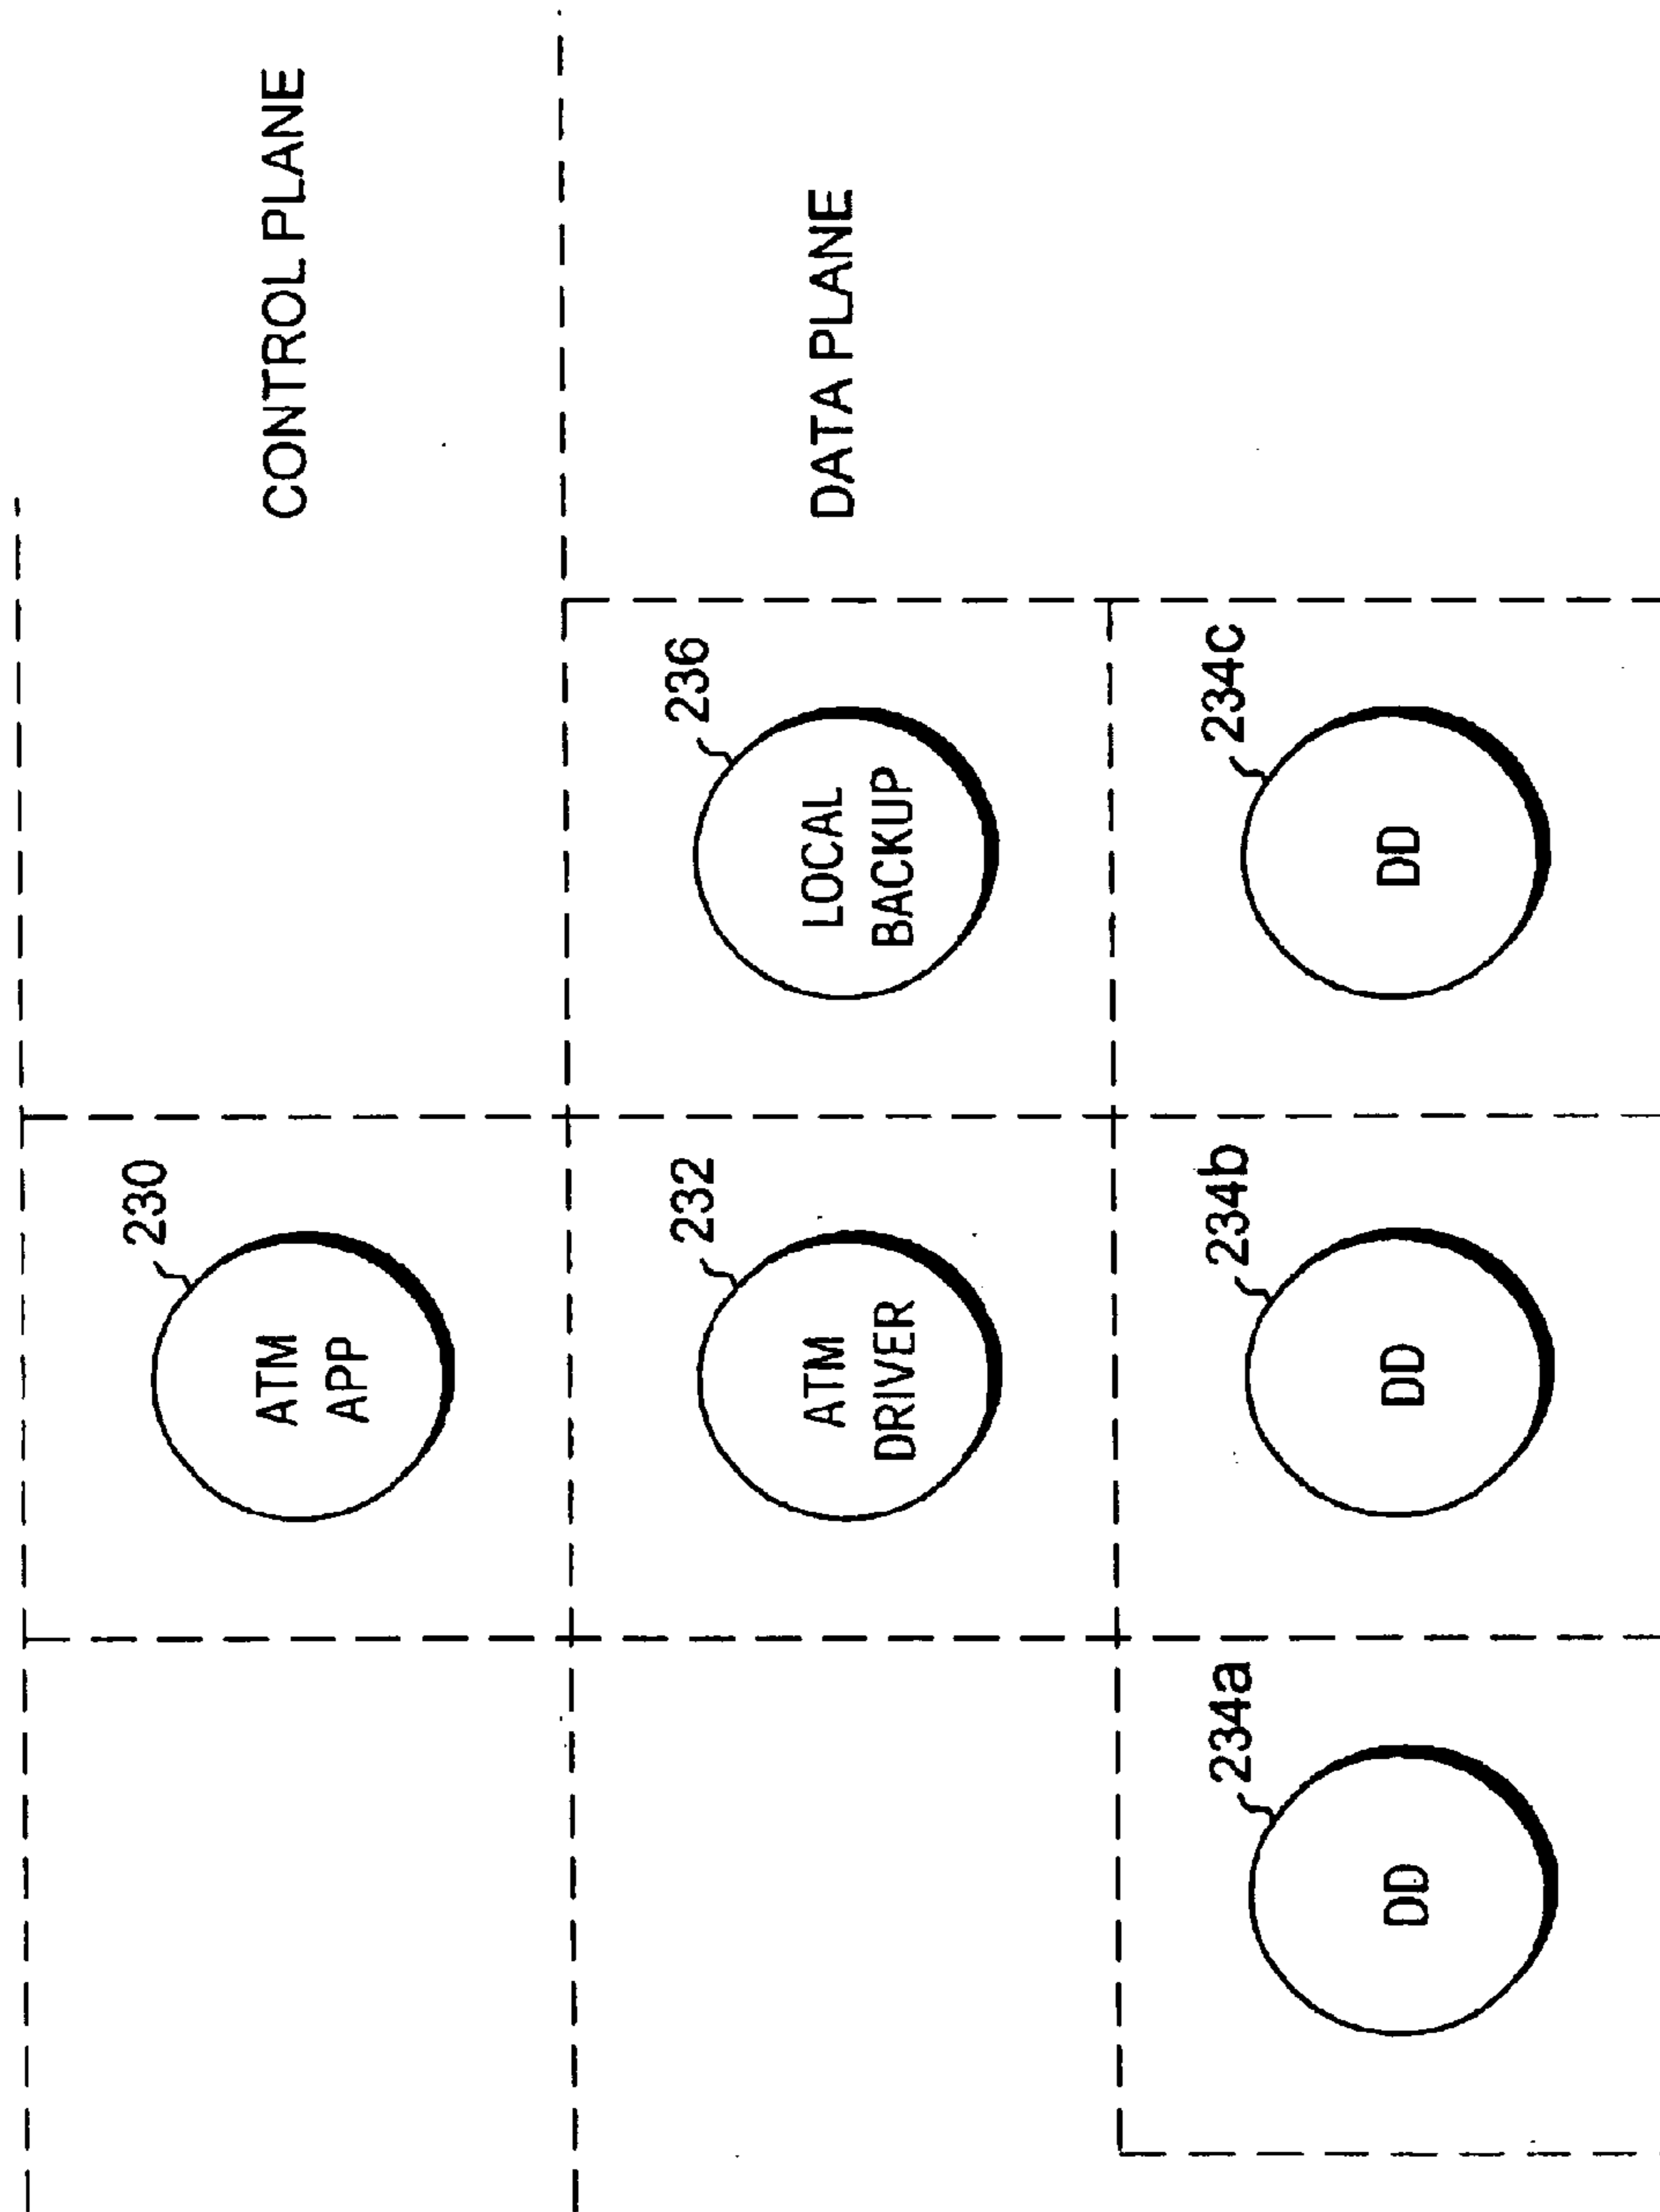 CONTROL PLANE
230
ATM
APP
DATA PLANE
232
ATM
DRIVER
236
LOCAL
BACKUP
234a
DD
234b
DD
234c
DD